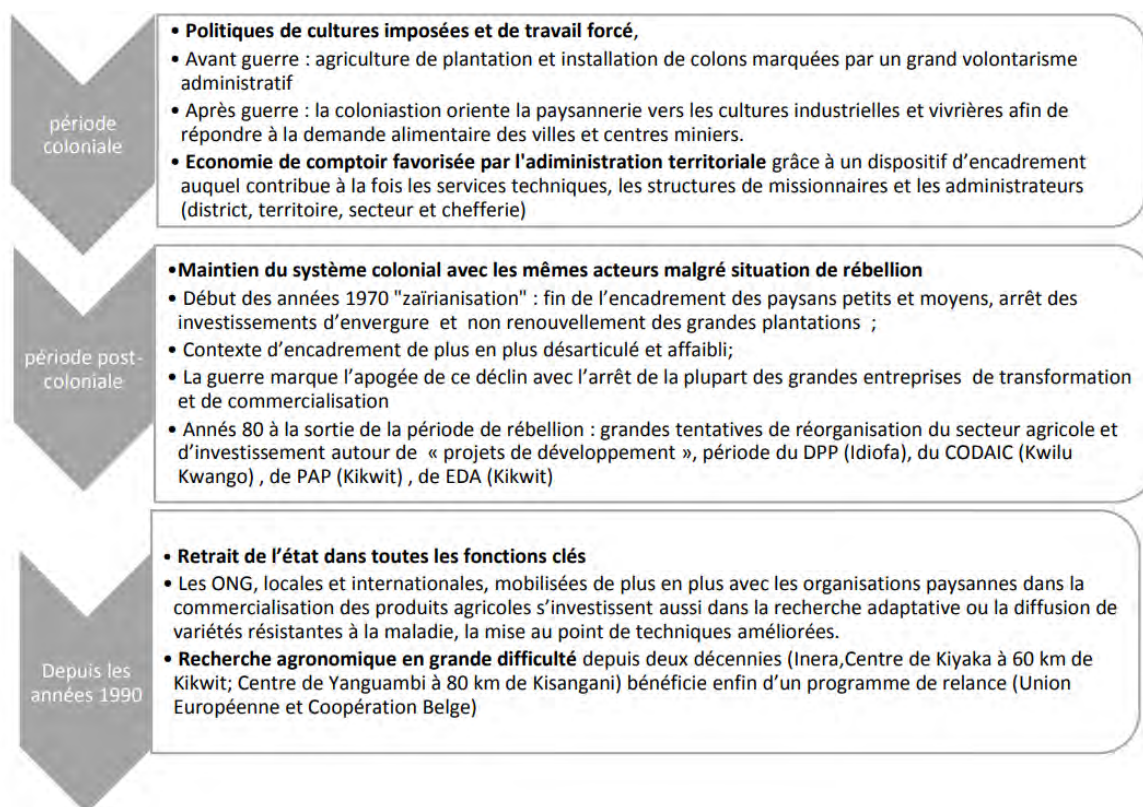 • Politiques de cultures imposées et de travail forcé,
• Avant guerre : agriculture de plantation et installation de colons marquées par un grand volontarisme
administratif
• Après guerre : la coloniastion oriente la paysannerie vers les cultures industrielles et vivrières afin de
répondre à la demande alimentaire des villes et centres miniers.
• Economie de comptoir favorisée par l'adiministration territoriale grâce à un dispositif d’encadrement
auquel contribue à la fois les services techniques, les structures de missionnaires et les administrateurs
(district, territoire, secteur et chefferie)
période
coloniale
•Maintien du système colonial avec les mêmes acteurs malgré situation de rébellion
• Début des années 1970 "zaïrianisation" : fin de l’encadrement des paysans petits et moyens, arrêt des
investissements d’envergure et non renouvellement des grandes plantations ;
• Contexte d’encadrement de plus en plus désarticulé et affaibli;
• La guerre marque l’apogée de ce déclin avec l’arrêt de la plupart des grandes entreprises de transformation
et de commercialisation
• Annés 80 à la sortie de la période de rébellion : grandes tentatives de réorganisation du secteur agricole et
d’investissement autour de « projets de développement », période du DPP (Idiofa), du CODAIC (Kwilu
Kwango) , de PAP (Kikwit) , de EDA (Kikwit)
période post-
coloniale
• Retrait de l’état dans toutes les fonctions clés
• Les ONG, locales et internationales, mobilisées de plus en plus avec les organisations paysannes dans la
commercialisation des produits agricoles s’investissent aussi dans la recherche adaptative ou la diffusion de
variétés résistantes à la maladie, la mise au point de techniques améliorées.
• Recherche agronomique en grande difficulté depuis deux décennies (Inera,Centre de Kiyaka à 60 km de
Kikwit; Centre de Yanguambi à 80 km de Kisangani) bénéficie enfin d’un programme de relance (Union
Européenne et Coopération Belge)
Depuis les
années 1990